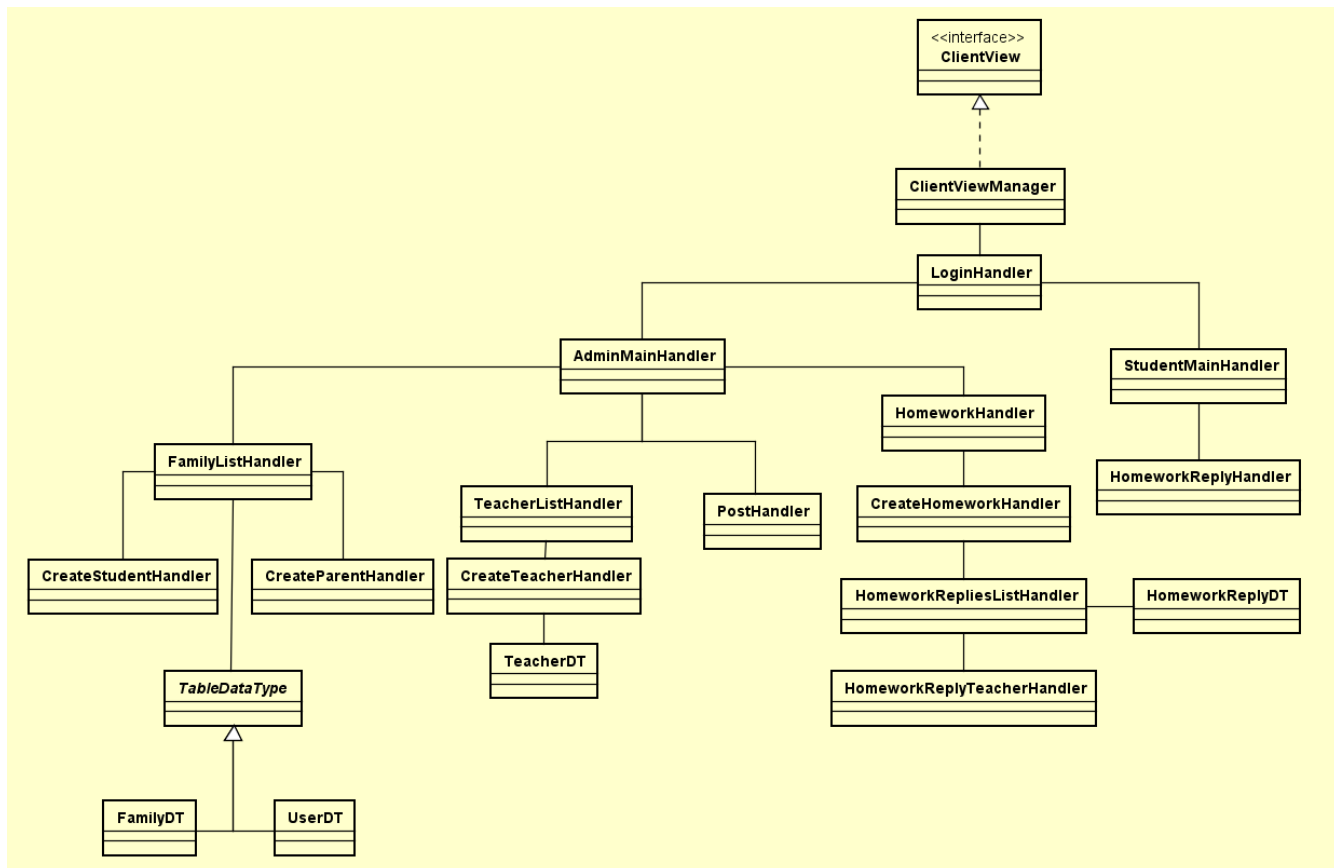 <<interface>>
ClientView
ClientViewManager
LoginHandler
AdminMainHandler
StudentMainHandler
HomeworkHandler
FamilyListHandler
HomeworkReplyHandler
TeacherListHandler
PostHandler
CreateHomeworkHandler
CreateStudentHandler
CreateParentHandler
CreateTeacherHandler
HomeworkRepliesListHandler
HomeworkReplyDT
TeacherDT
TableDataType
HomeworkReplyTeacherHandler
FamilyDT
UserDT